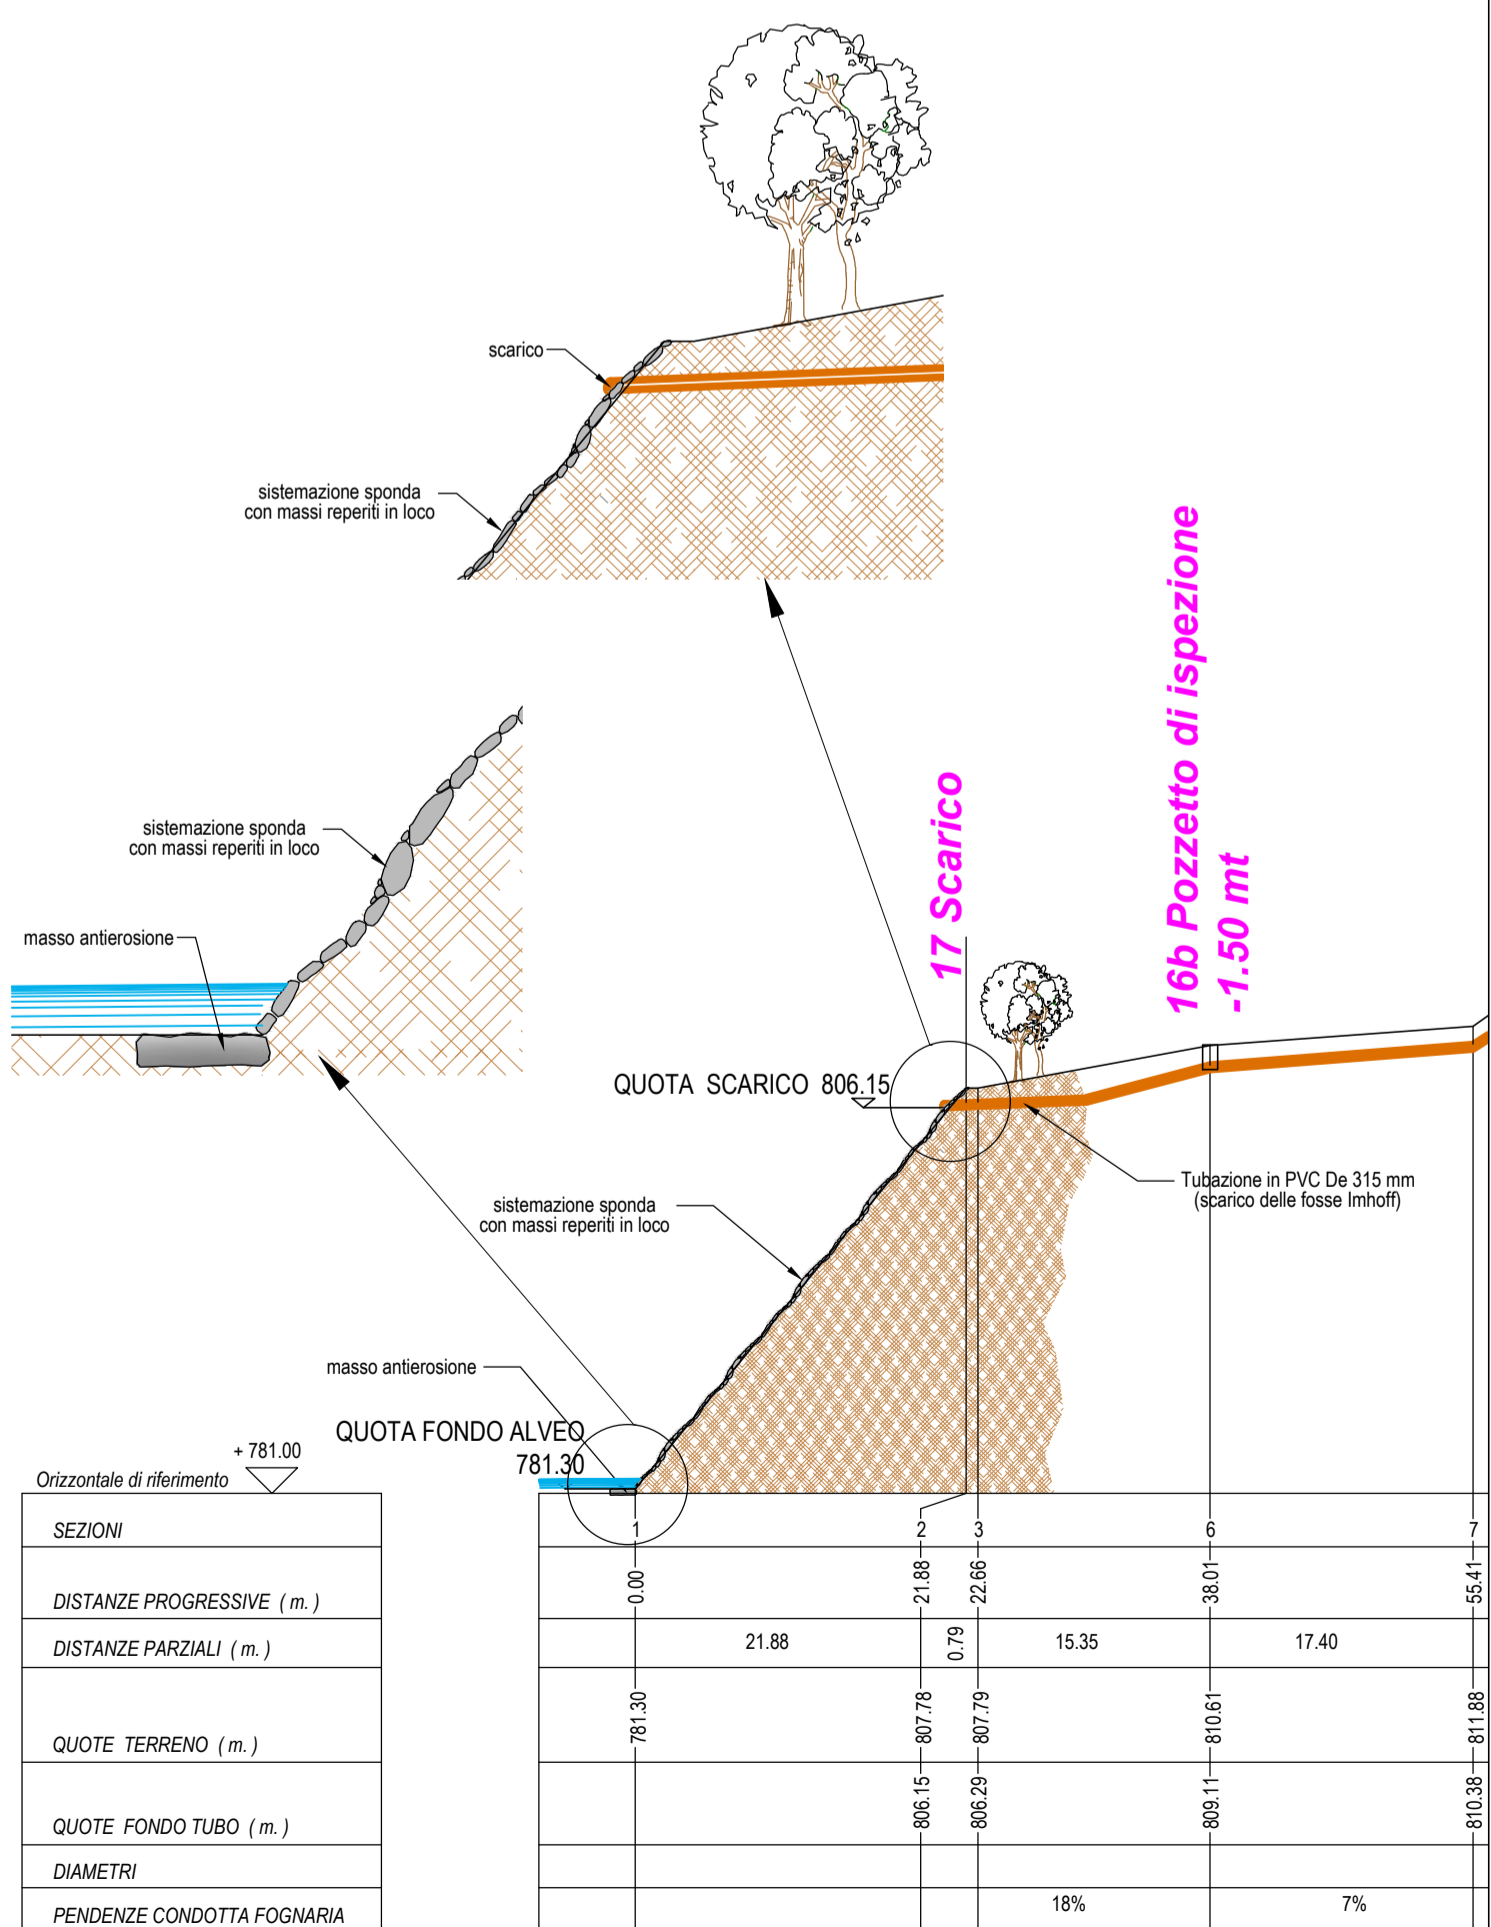 scarico
sistemazione sponda
con massi reperiti in loco
16b Pozzetto di ispezione
-1.50 mt
17 Scarico
sistemazione sponda
con massi reperiti in loco
masso antierosione
QUOTA SCARICO 806.15
Tubazione in PVC De 315 mm
(scarico delle fosse Imhoff)
sistemazione sponda
con massi reperiti in loco
masso antierosione
QUOTA FONDO ALVEO
781.30
+ 781.00
Orizzontale di riferimento
SEZIONI 1 2 3 6 7
DISTANZE PROGRESSIVE ( m. ) 0.00 21.88 22.66 38.01 55.41
DISTANZE PARZIALI ( m. ) 21.88 0.79 15.35 17.40
QUOTE TERRENO ( m. ) 781.30 807.78 807.79 810.61 811.88
QUOTE FONDO TUBO ( m. ) 806.15 806.29 809.11 810.38
DIAMETRI
PENDENZE CONDOTTA FOGNARIA 18% 7%